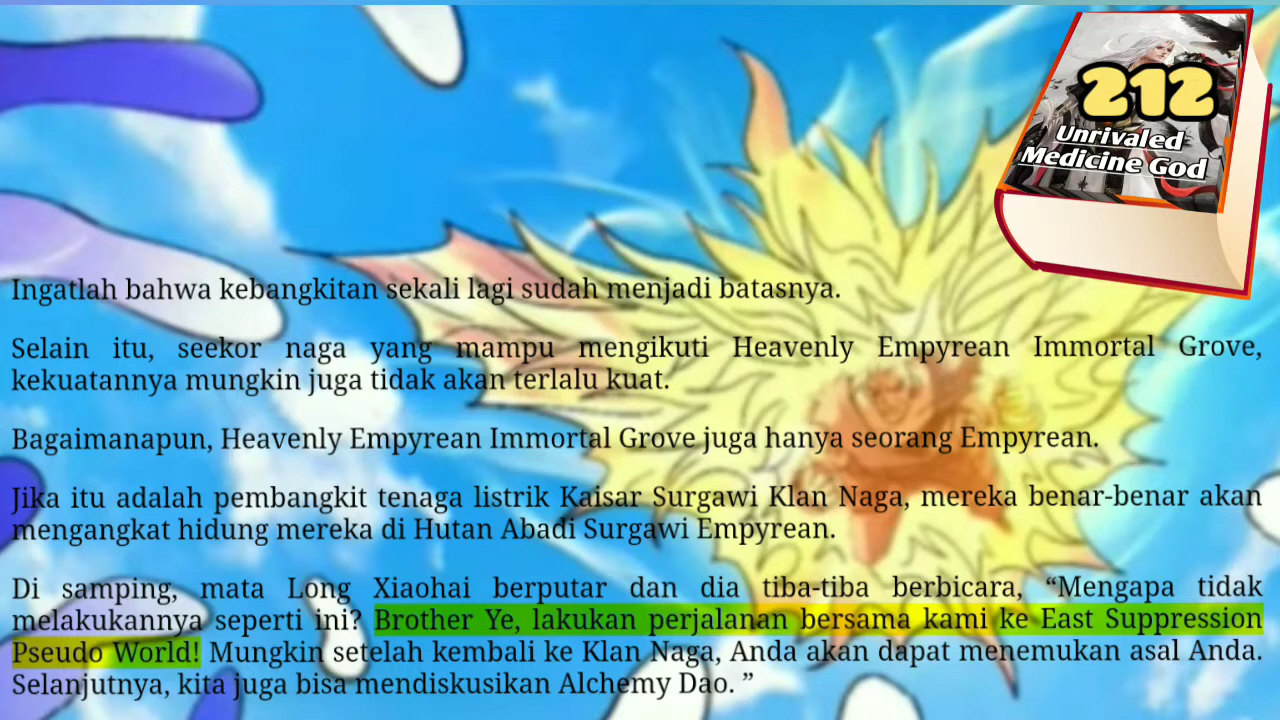 212
Unrivaled
Medicine God
Ingatlah bahwa kebangkitan sekali lagi sudah menjadi batasnya.
Selain itu, seekor naga yang mampu mengikuti Heavenly Empyrean Immortal Grove,
kekuatannya mungkin juga tidak akan terlalu kuat.
Bagaimanapun, Heavenly Empyrean Immortal Grove juga hanya seorang Empyrean.
Jika itu adalah pembangkit tenaga listrik Kaisar Surgawi Klan Naga, mereka benar-benar akan
mengangkat hidung mereka di Hutan Abadi Surgawi Empyrean.
Di samping, mata Long Xiaohai berputar dan dia tiba-tiba berbicara, “Mengapa tidak
melakukannya seperti ini? Brother Ye, lakukan perjalanan bersama kami ke East Suppression
Pseudo World! Mungkin setelah kembali ke Klan Naga, Anda akan dapat menemukan asal Anda.
Selanjutnya, kita juga bisa mendiskusikan Alchemy Dao. ”